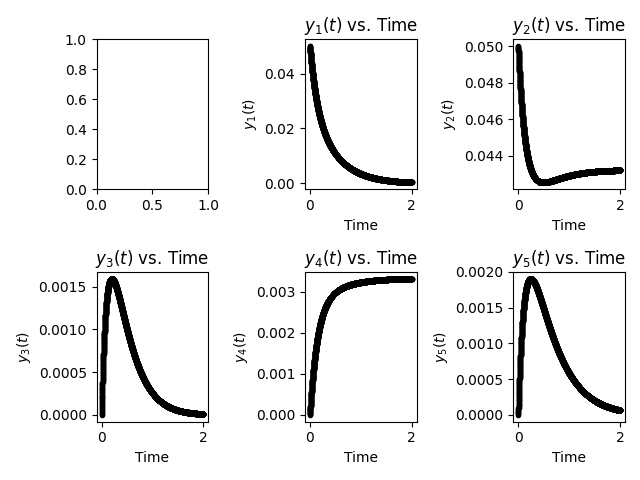 y₁(t) vs. Time
y₂(t) vs. Time
1.0
0.8
0.6
0.4
0.2
0.0
0.0 0.5 1.0
y₁(t)
0.04
0.02
0.00
0 2
Time
y₂(t)
0.050
0.048
0.046
0.044
0 2
Time
y₃(t) vs. Time
y₄(t) vs. Time
y₅(t) vs. Time
y₃(t)
0.0015
0.0010
0.0005
0.0000
0 2
Time
y₄(t)
0.003
0.002
0.001
0.000
0 2
Time
y₅(t)
0.0020
0.0015
0.0010
0.0005
0.0000
0 2
Time